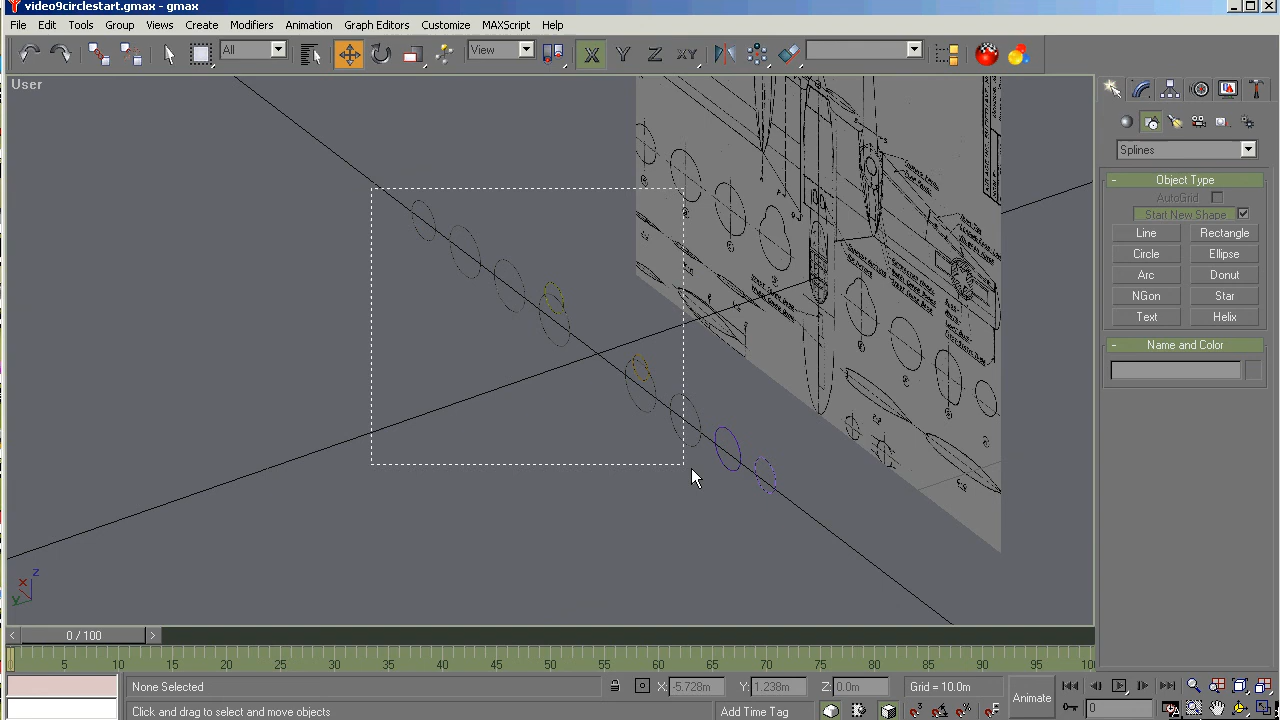 video9circlestart.gmax - gmax
File Edit Tools Group Views Create Modifiers Animation Graph Editors Customize MAXScript Help
All View X Y Z XY
User
Splines
- Object Type
AutoGrid
Start New Shape
Line Rectangle
Circle Ellipse
Arc Donut
NGon Star
Text Helix
- Name and Color
Z
X
Y
< 0 / 100 >
5 10 15 20 25 30 35 40 45 50 55 60 65 70 75 80 85 90 95 100
None Selected X: -5.728m Y: 1.238m Z: 0.0m Grid = 10.0m
Animate
0
Click and drag to select and move objects Add Time Tag